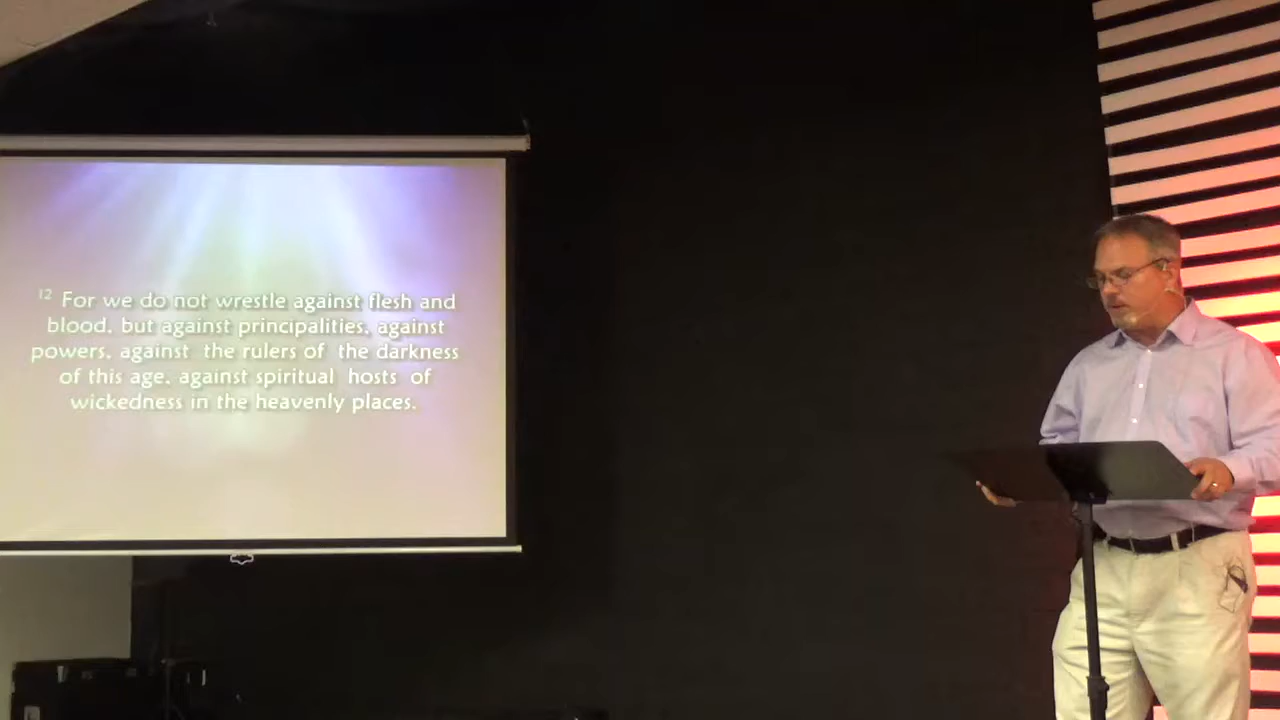 12 For we do not wrestle against flesh and
blood, but against principalities, against
powers, against the rulers of the darkness
of this age, against spiritual hosts of
wickedness in the heavenly places.